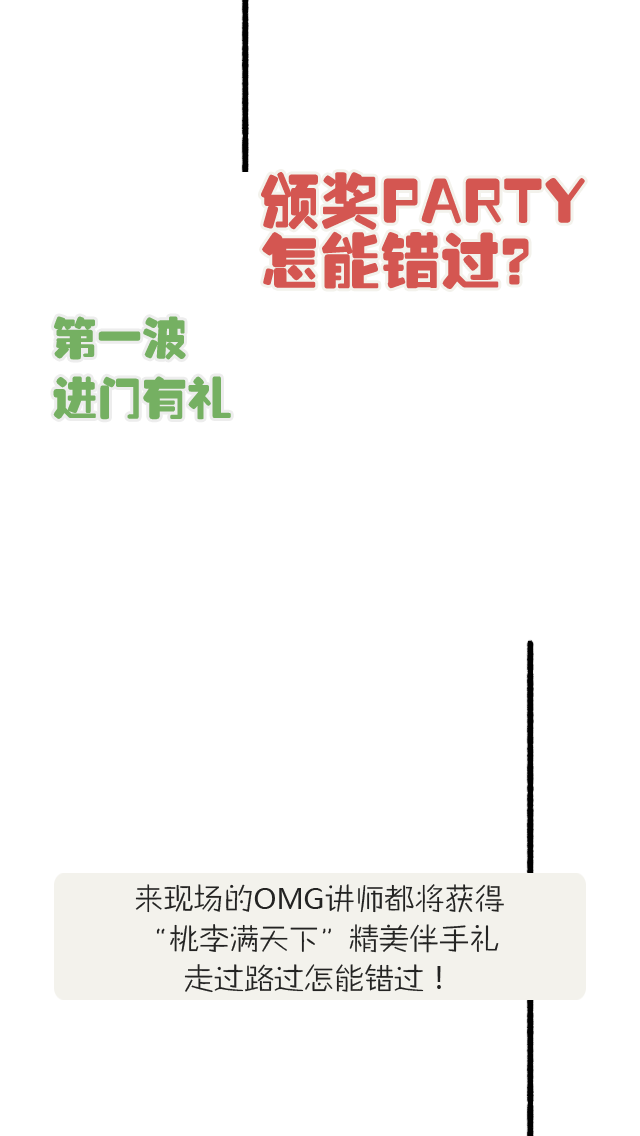 颁奖PARTY
怎能错过?
第一波
进门有礼
来现场的OMG讲师都将获得
“桃李满天下”精美伴手礼
走过路过怎能错过！